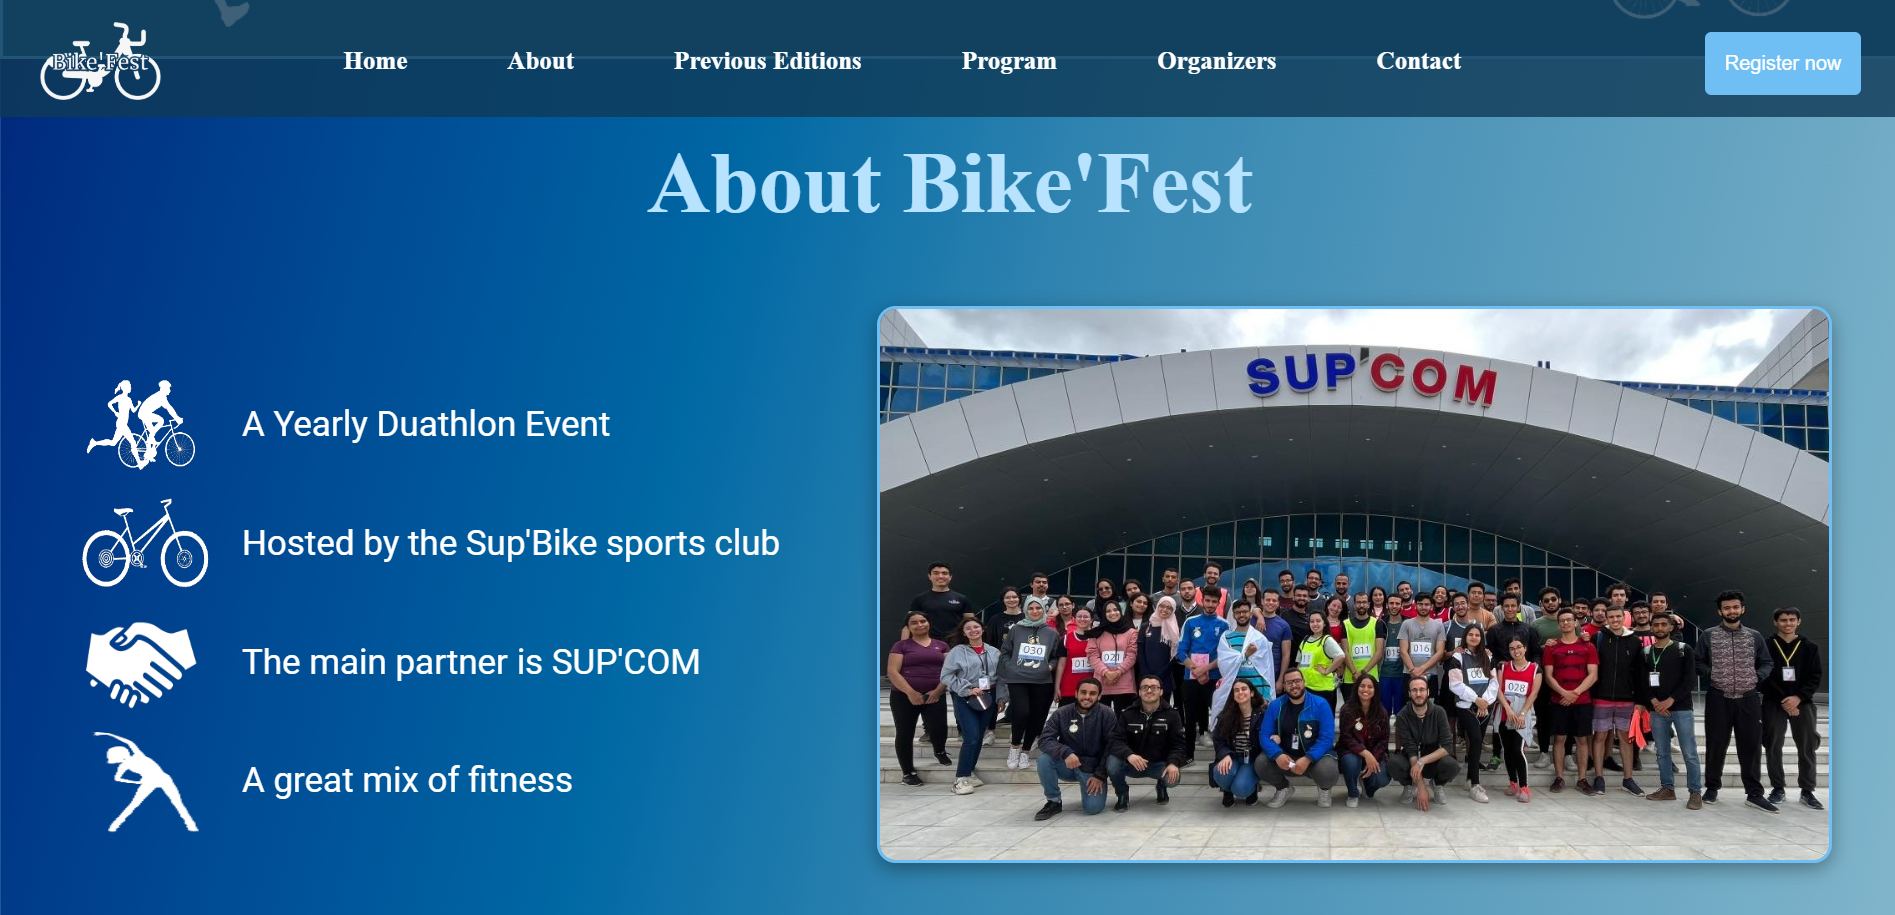 Bike'Fest
Home
About
Previous Editions
Program
Organizers
Contact
Register now
About Bike'Fest
A Yearly Duathlon Event
Hosted by the Sup'Bike sports club
The main partner is SUP'COM
A great mix of fitness
SUP'COM
030
021
011
016
028